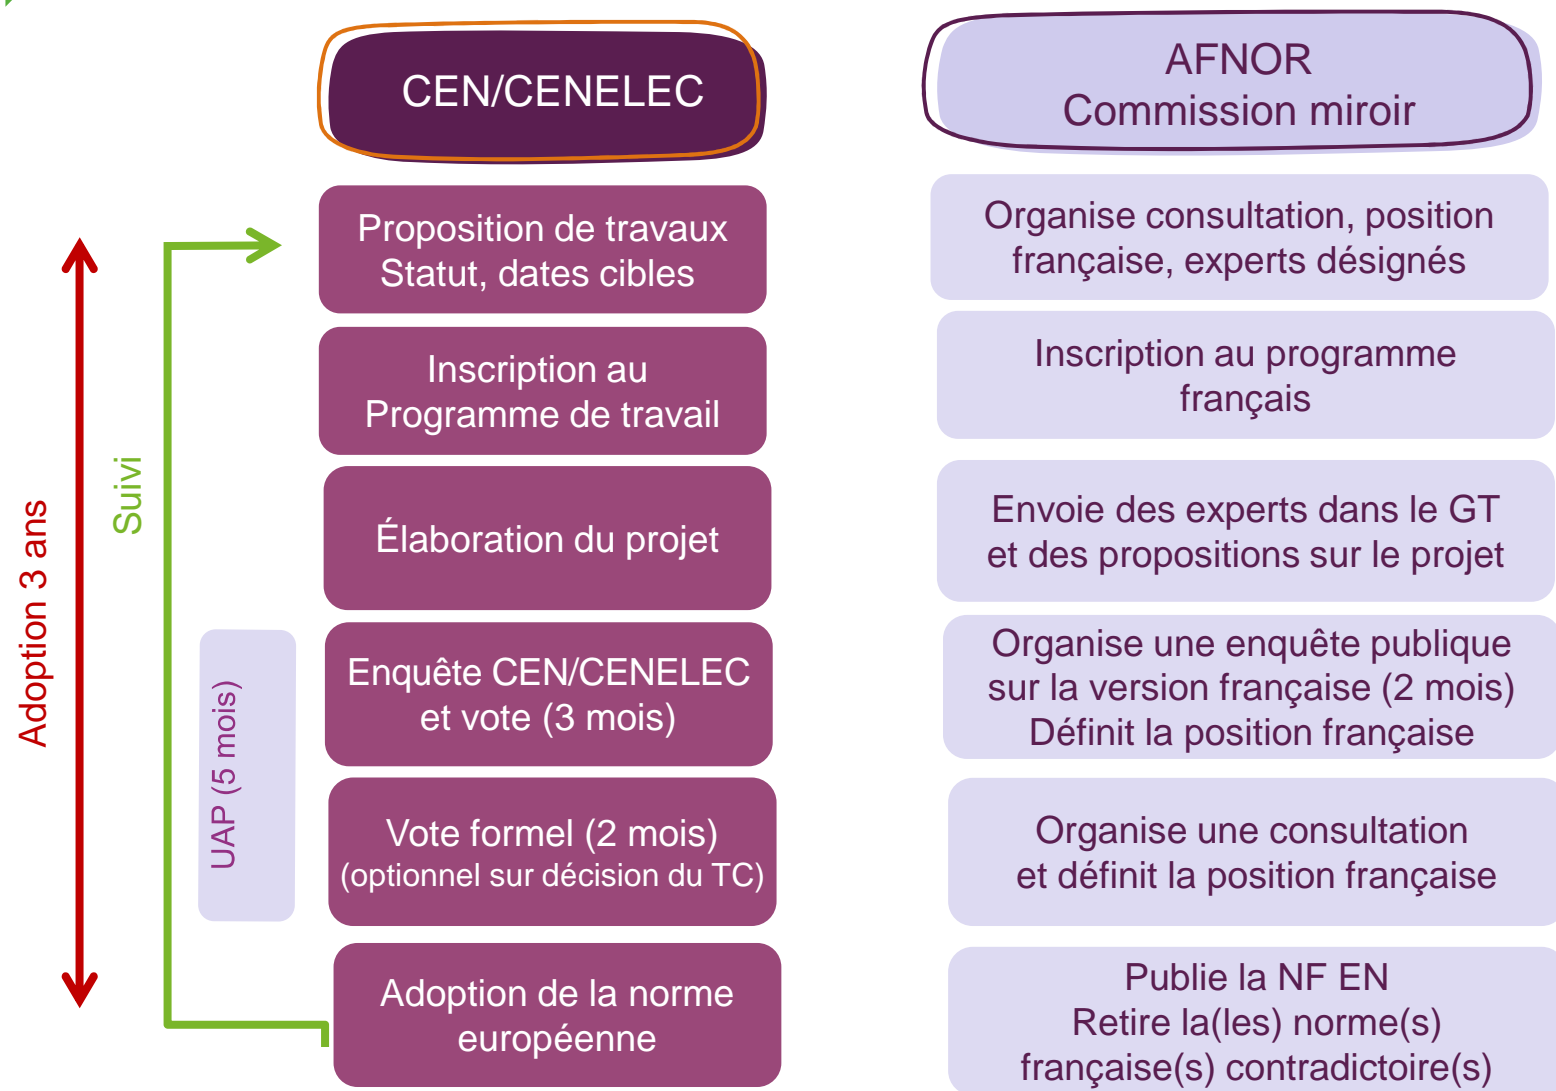 CEN/CENELEC
AFNOR
Commission miroir
Proposition de travaux
Statut, dates cibles
Organise consultation, position
française, experts désignés
Inscription au
Programme de travail
Inscription au programme
français
Élaboration du projet
Envoie des experts dans le GT
et des propositions sur le projet
Enquête CEN/CENELEC
et vote (3 mois)
Organise une enquête publique
sur la version française (2 mois)
Définit la position française
Vote formel (2 mois)
(optionnel sur décision du TC)
Organise une consultation
et définit la position française
Adoption de la norme
européenne
Publie la NF EN
Retire la(les) norme(s)
française(s) contradictoire(s)
Adoption 3 ans
Suivi
UAP (5 mois)